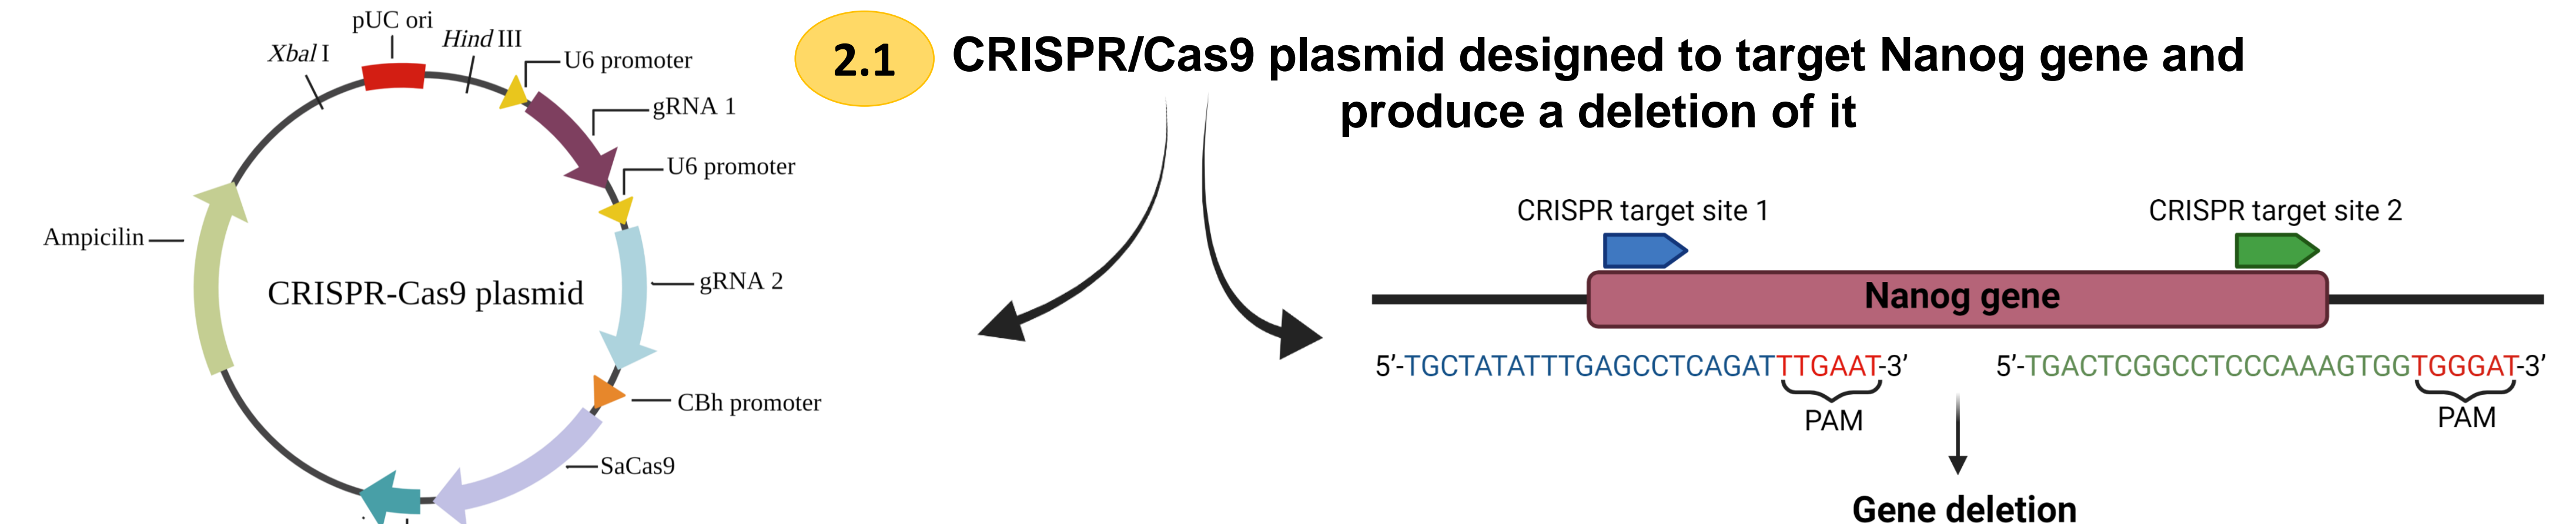 pUC ori
XbaI I
Hind III
U6 promoter
gRNA 1
U6 promoter
gRNA 2
CBh promoter
SaCas9
Ampicilin
CRISPR-Cas9 plasmid
2.1
CRISPR/Cas9 plasmid designed to target Nanog gene and
produce a deletion of it
CRISPR target site 1
CRISPR target site 2
Nanog gene
5’-TGCTATATTTGAGCCTCAGATTTGAAT-3’
5’-TGACTCGGCCTCCCAAAGTGGTGGGAT-3’
PAM
PAM
Gene deletion